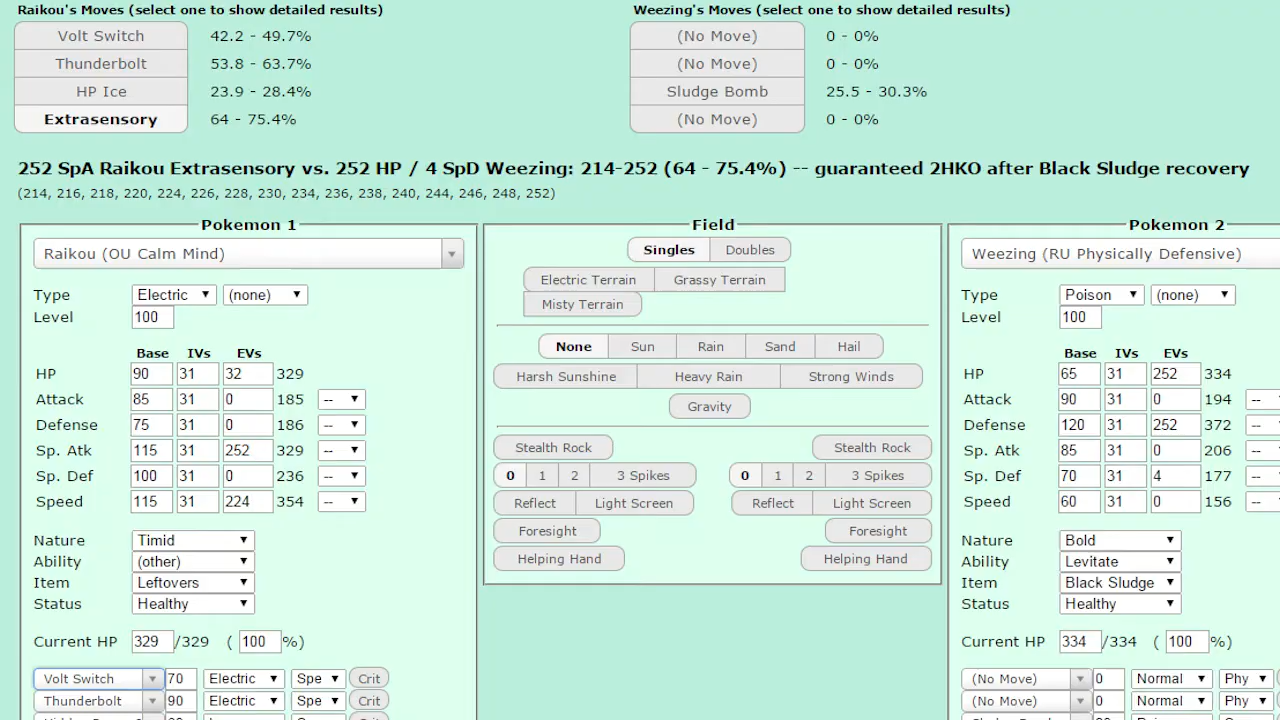 Raikou's Moves (select one to show detailed results)
Weezing's Moves (select one to show detailed results)
Volt Switch 42.2 - 49.7%
(No Move) 0 - 0%
Thunderbolt 53.8 - 63.7%
(No Move) 0 - 0%
HP Ice 23.9 - 28.4%
Sludge Bomb 25.5 - 30.3%
Extrasensory 64 - 75.4%
(No Move) 0 - 0%
252 SpA Raikou Extrasensory vs. 252 HP / 4 SpD Weezing: 214-252 (64 - 75.4%) -- guaranteed 2HKO after Black Sludge recovery
(214, 216, 218, 220, 224, 226, 228, 230, 234, 236, 238, 240, 244, 246, 248, 252)
Pokemon 1
Raikou (OU Calm Mind)
Type Electric (none)
Level 100
Base IVs EVs
HP 90 31 32 329
Attack 85 31 0 185 --
Defense 75 31 0 186 --
Sp. Atk 115 31 252 329 --
Sp. Def 100 31 0 236 --
Speed 115 31 224 354 --
Nature Timid
Ability (other)
Item Leftovers
Status Healthy
Current HP 329 /329 ( 100 %)
Volt Switch 70 Electric Spe Crit
Thunderbolt 90 Electric Spe Crit
Field
Singles Doubles
Electric Terrain Grassy Terrain
Misty Terrain
None Sun Rain Sand Hail
Harsh Sunshine Heavy Rain Strong Winds
Gravity
Stealth Rock Stealth Rock
0 1 2 3 Spikes 0 1 2 3 Spikes
Reflect Light Screen Reflect Light Screen
Foresight Foresight
Helping Hand Helping Hand
Pokemon 2
Weezing (RU Physically Defensive)
Type Poison (none)
Level 100
Base IVs EVs
HP 65 31 252 334
Attack 90 31 0 194 --
Defense 120 31 252 372 --
Sp. Atk 85 31 0 206 --
Sp. Def 70 31 4 177 --
Speed 60 31 0 156 --
Nature Bold
Ability Levitate
Item Black Sludge
Status Healthy
Current HP 334 /334 ( 100 %)
(No Move) 0 Normal Phy
(No Move) 0 Normal Phy